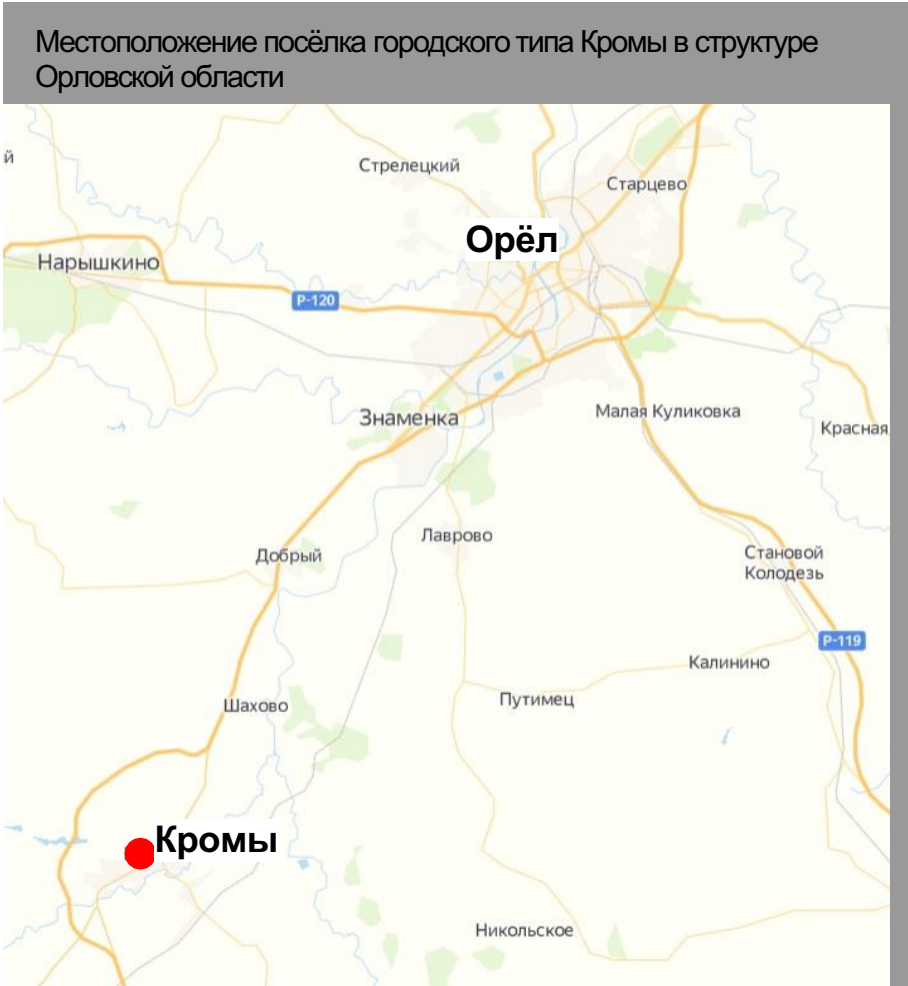 Местоположение посёлка городского типа Кромы в структуре
Орловской области
й
Стрелецкий
Старцево
Орёл
Нарышкино
Р-120
Знаменка
Малая Куликовка
Красная
Лаврово
Добрый
Становой
Колодезь
Р-119
Калинино
Путимец
Шахово
Кромы
Никольское